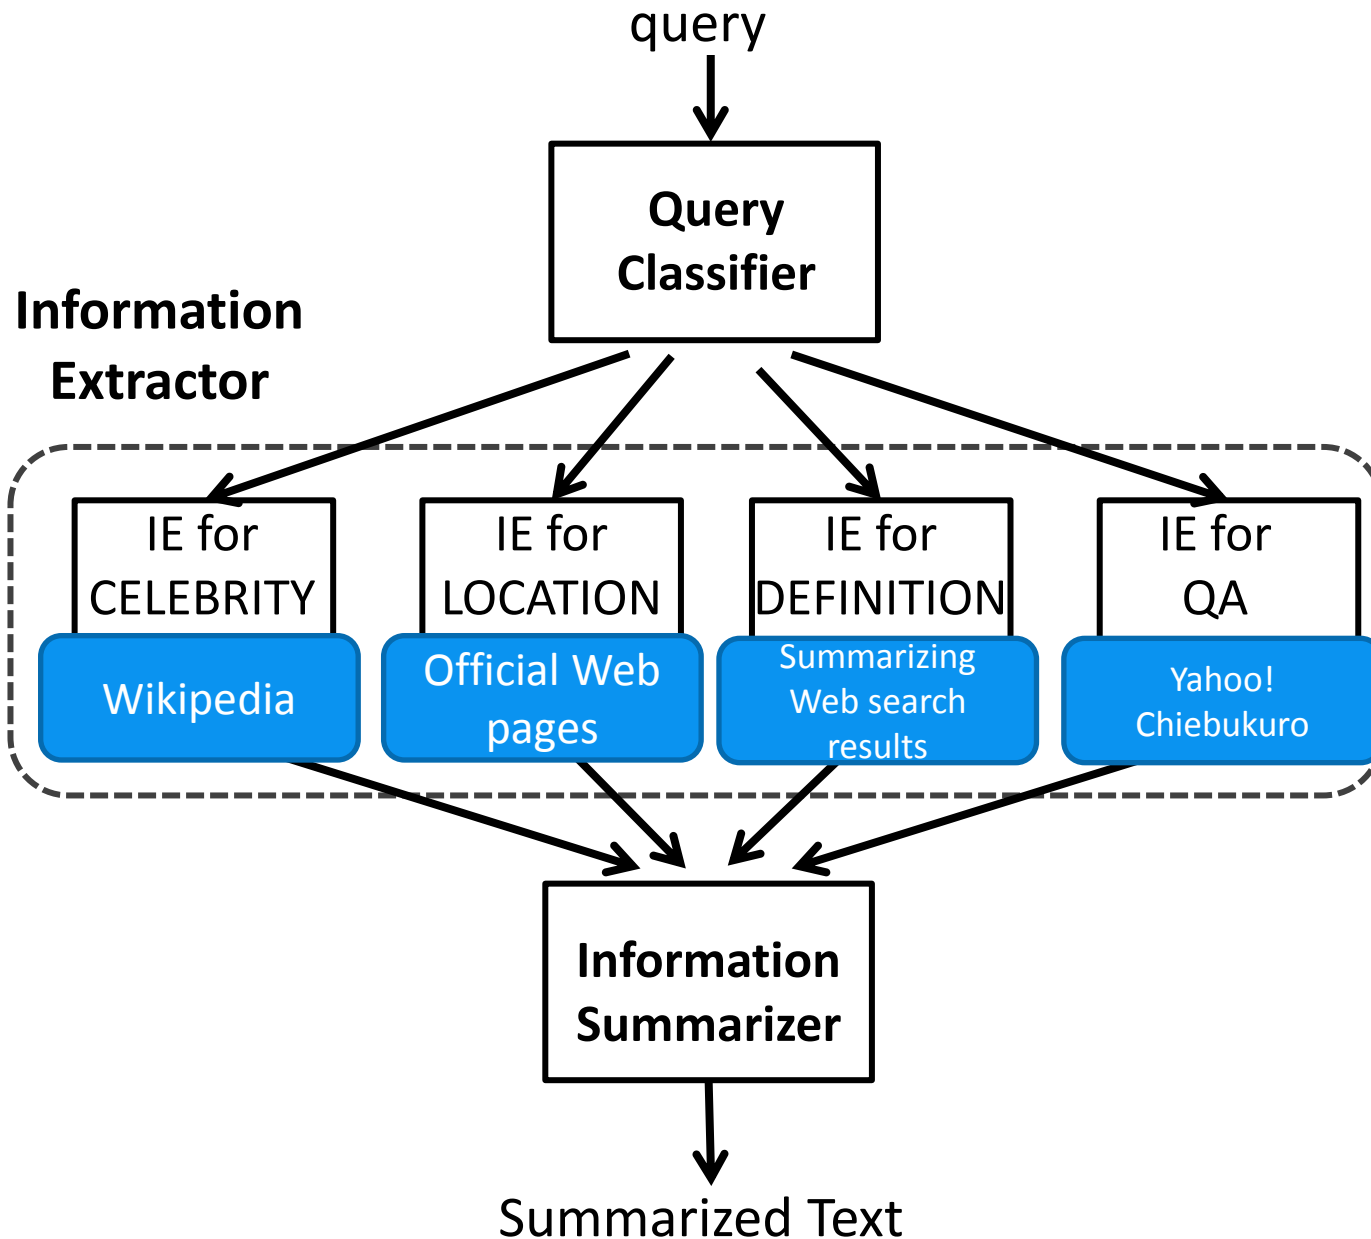 query
Query
Classifier
Information
Extractor
IE for
CELEBRITY
Wikipedia
IE for
LOCATION
Official Web
pages
IE for
DEFINITION
Summarizing
Web search
results
IE for
QA
Yahoo!
Chiebukuro
Information
Summarizer
Summarized Text